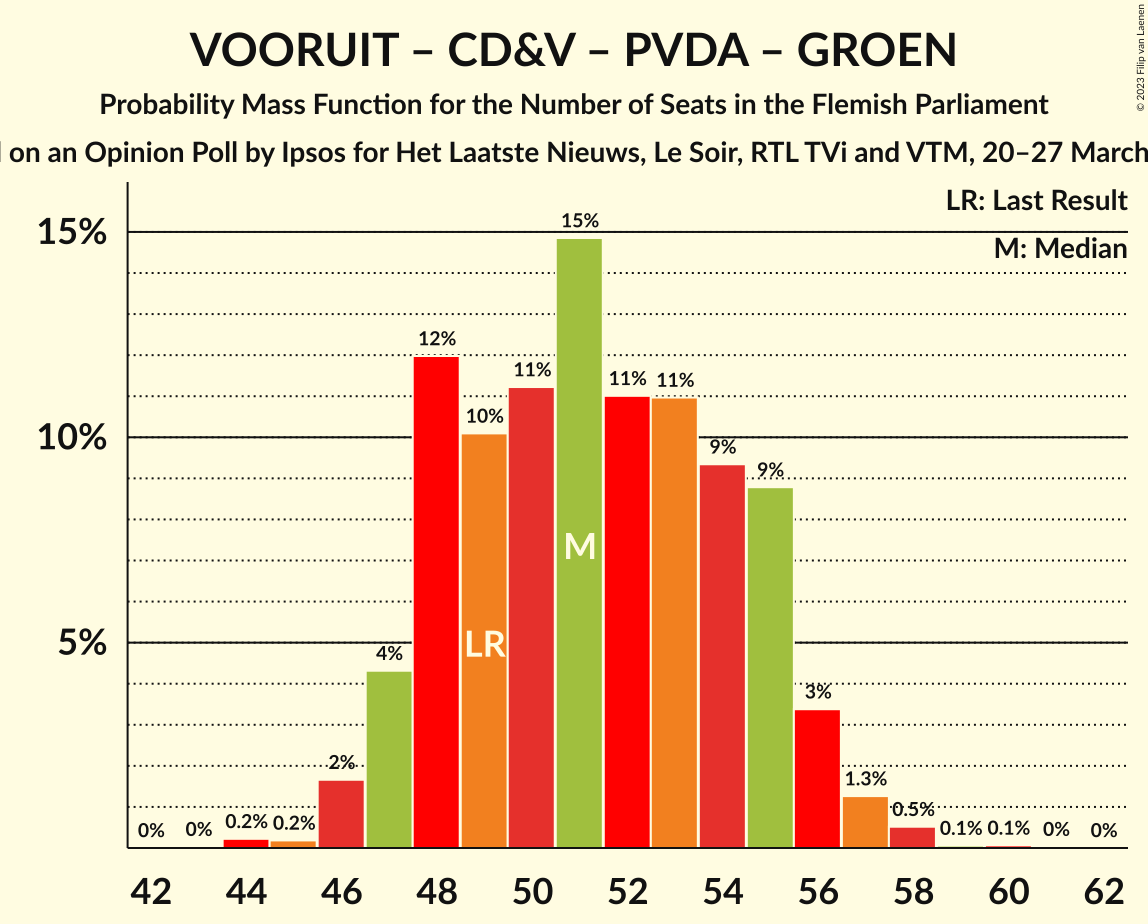 VOORUIT – CD&V – PVDA – GROEN
Probability Mass Function for the Number of Seats in the Flemish Parliament
on an Opinion Poll by Ipsos for Het Laatste Nieuws, Le Soir, RTL TVi and VTM, 20–27 March
© 2023 Filip van Laenen
LR: Last Result
M: Median
15%
10%
5%
0%
0%
0.2%
0.2%
2%
4%
12%
10%
11%
15%
11%
11%
9%
9%
3%
1.3%
0.5%
0.1%
0.1%
0%
0%
LR
M
42 44 46 48 50 52 54 56 58 60 62